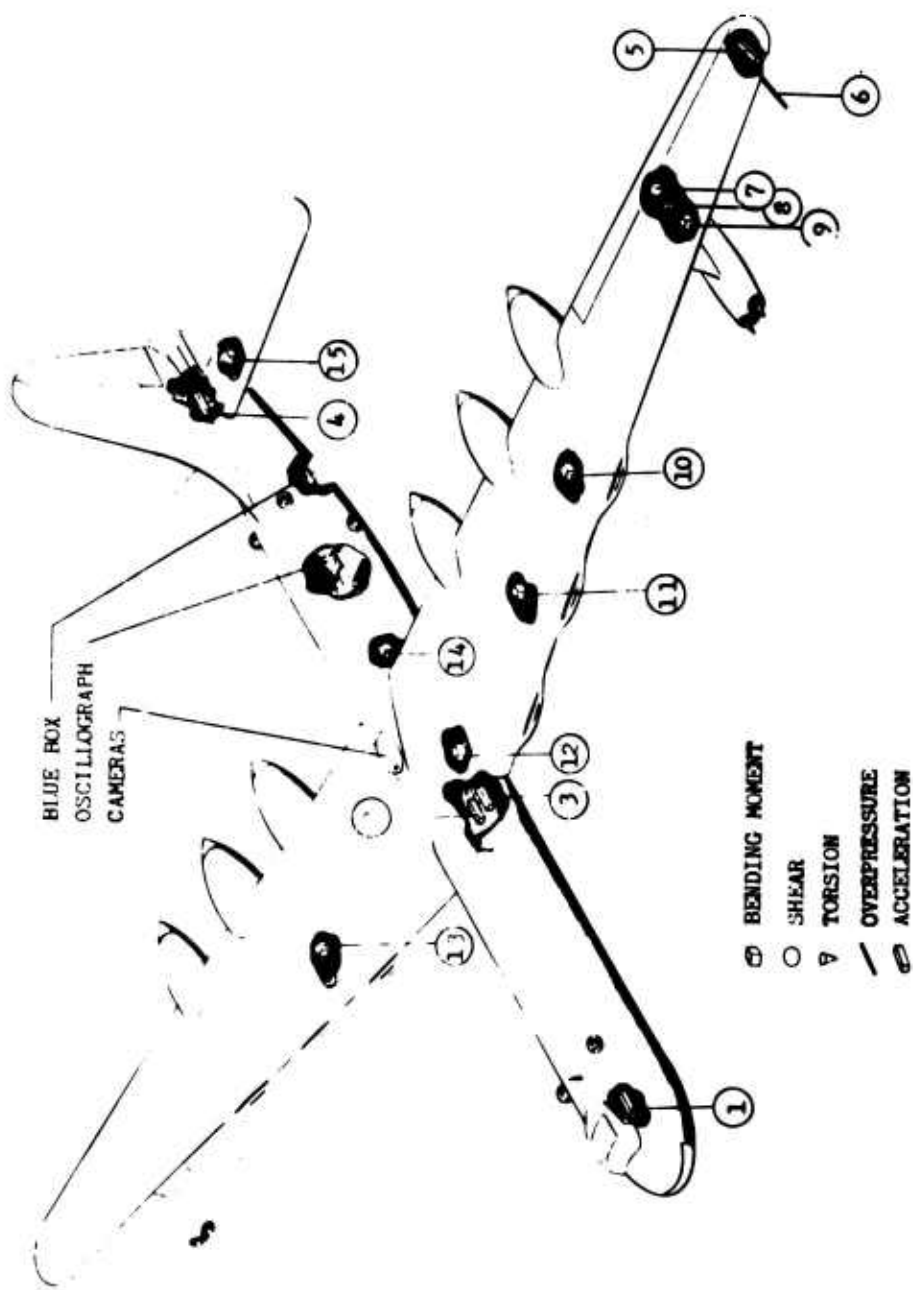 BLUE BOX
OSCILLOGRAPH
CAMERAS
5
6
7
8
9
15
4
10
11
14
12
3
13
1
BENDING MOMENT
SHEAR
TORSION
OVERPRESSURE
ACCELERATION